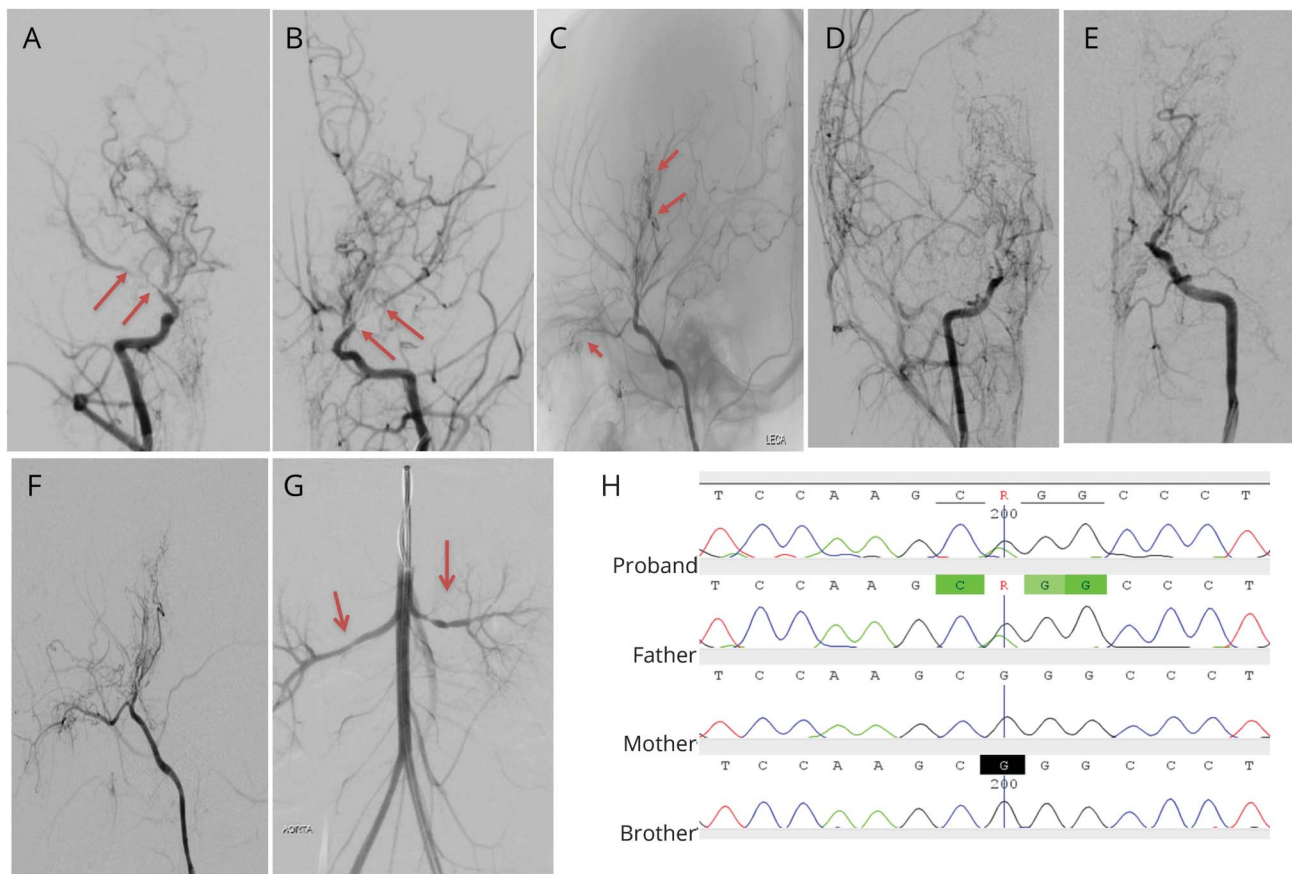 A
B
C
LECA
D
E
F
G
AORTA
H
T C C A A G C R G G C C C T
200
Proband
T C C A A G C R G G C C C T
Father
T C C A A G C G G G C C C T
Mother
T C C A A G C G G G C C C T
200
Brother